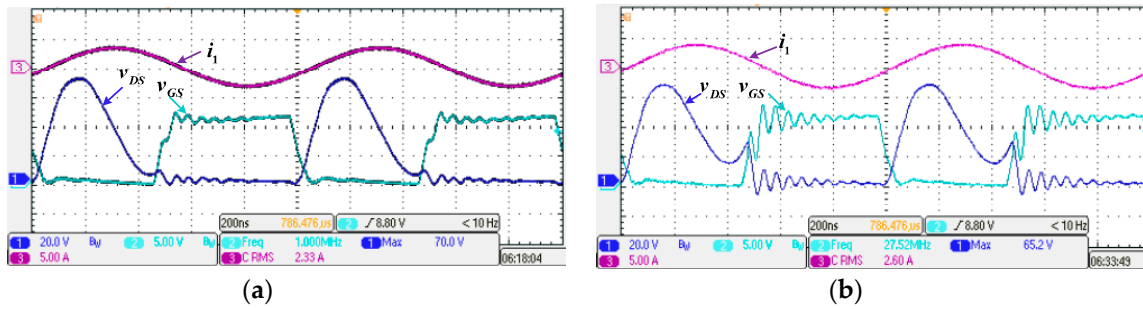 i1
vDS
vGS
3
1
200ns 786.476us 2 8.80 V < 10 Hz
1 20.0 V BW 2 5.00 V BW 2 Freq 1.000MHz 1 Max 70.0 V
3 5.00 A 3 C RMS 2.33 A 06:18:04
(a)
i1
vDS vGS
3
1
200ns 786.476us 2 8.80 V < 10 Hz
1 20.0 V BW 2 5.00 V BW 2 Freq 27.52MHz 1 Max 65.2 V
3 5.00 A 3 C RMS 2.60 A 06:33:49
(b)